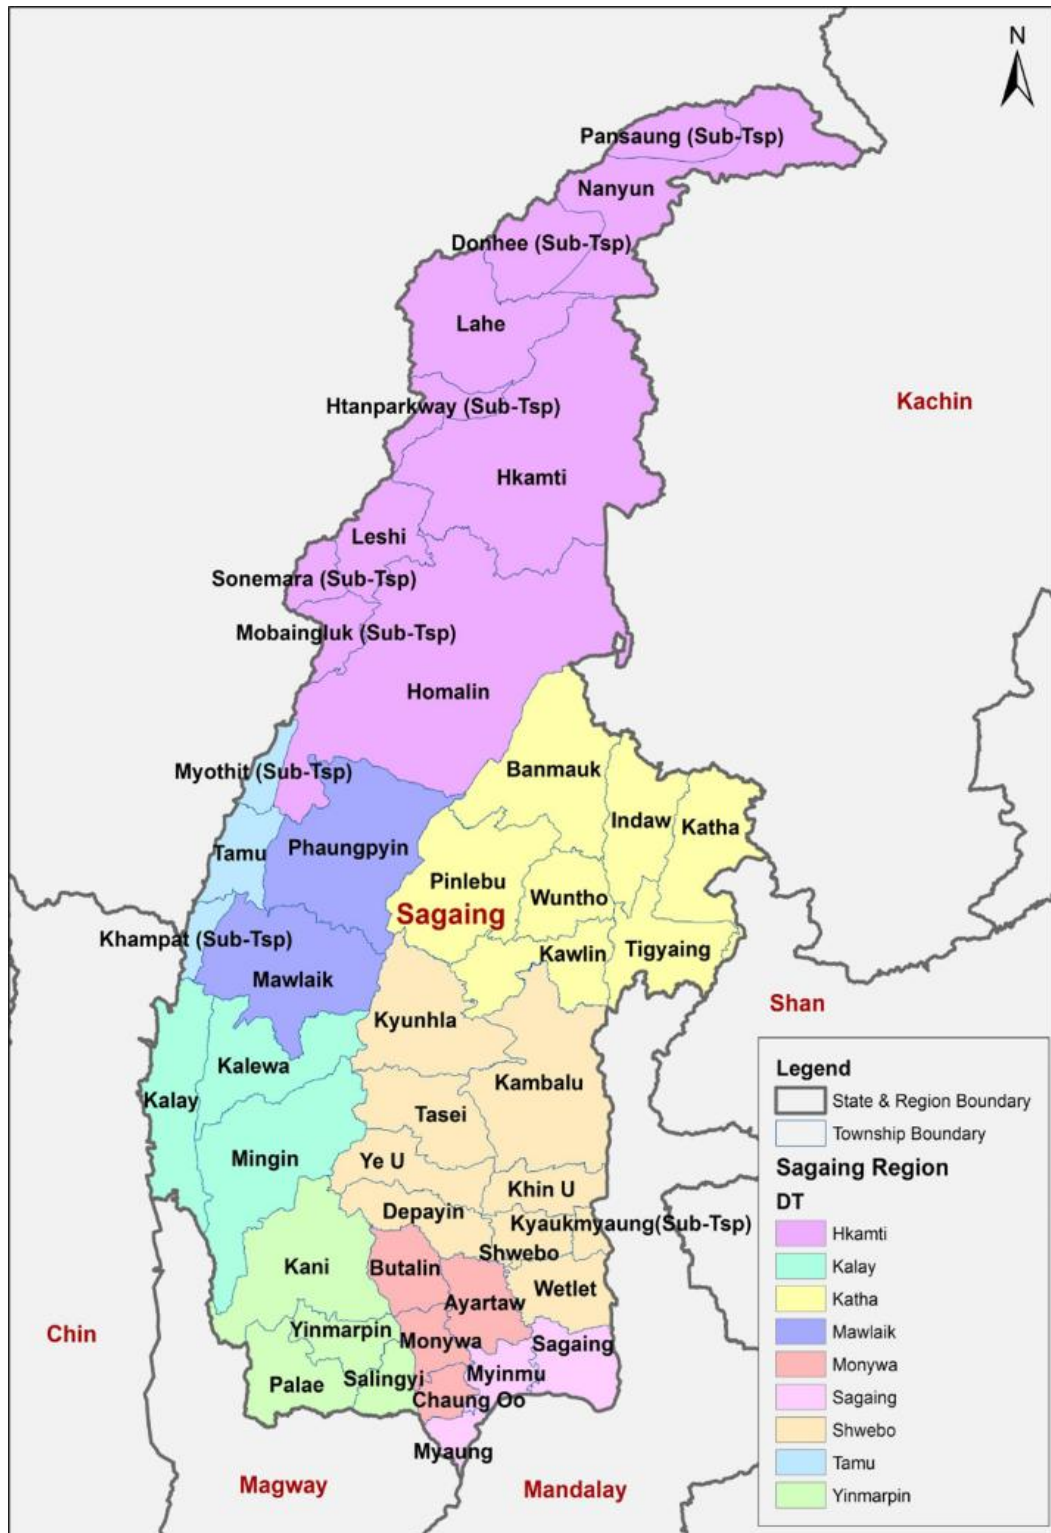 N
Pansaung (Sub-Tsp)
Nanyun
Donhee (Sub-Tsp)
Lahe
Kachin
Htanparkway (Sub-Tsp)
Hkamti
Leshi
Sonemara (Sub-Tsp)
Mobaingluk (Sub-Tsp)
Homalin
Myothit (Sub-Tsp)
Banmauk
Indaw
Katha
Tamu
Phaungpyin
Pinlebu
Wuntho
Sagaing
Khampat (Sub-Tsp)
Kawlin
Tigyaing
Mawlaik
Shan
Kyunhla
Kalewa
Kambalu
Kalay
Tasei
Mingin
Ye U
Khin U
Depayin
Kyaukmyaung(Sub-Tsp)
Shwebo
Kani
Butalin
Wetlet
Ayartaw
Chin
Yinmarpin
Monywa
Sagaing
Palae
Salingyi
Myinmu
Chaung Oo
Myaung
Magway
Mandalay
Legend
State & Region Boundary
Township Boundary
Sagaing Region
DT
Hkamti
Kalay
Katha
Mawlaik
Monywa
Sagaing
Shwebo
Tamu
Yinmarpin